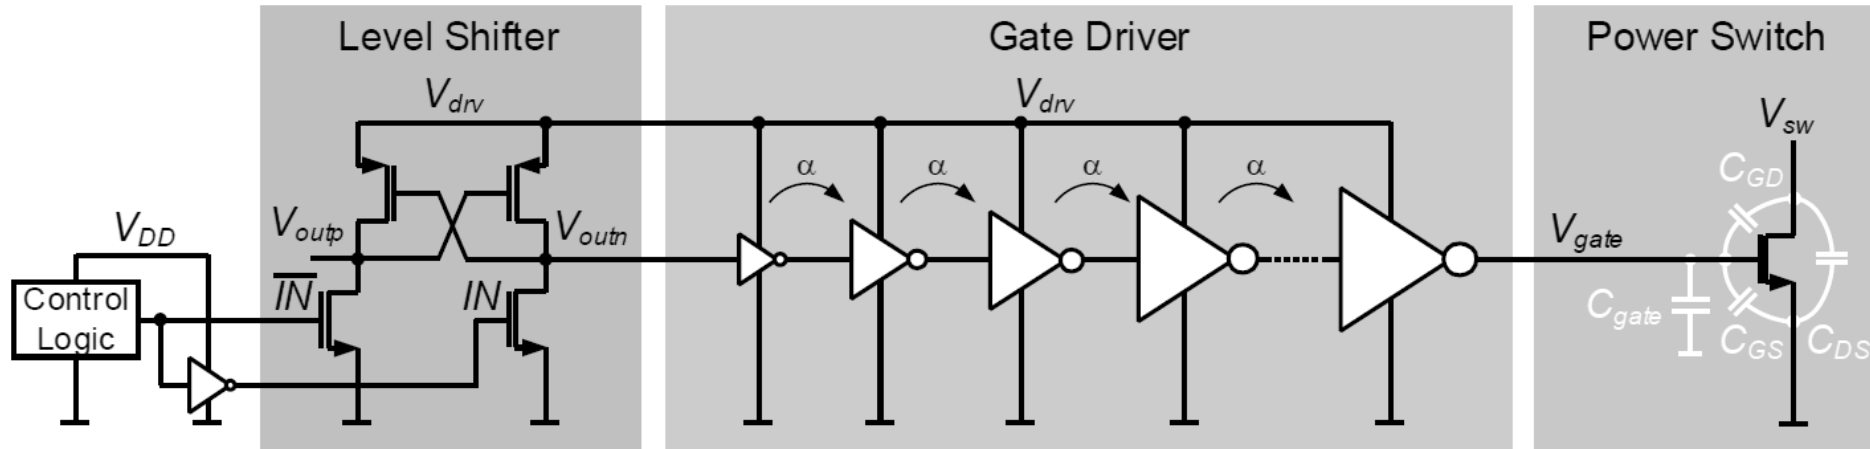 Level Shifter
Gate Driver
Power Switch
V_drv
V_drv
V_sw
α
α
α
α
C_GD
V_DD
V_outp
V_outn
V_gate
Control
Logic
I̅N̅
IN
C_gate
C_GS
C_DS